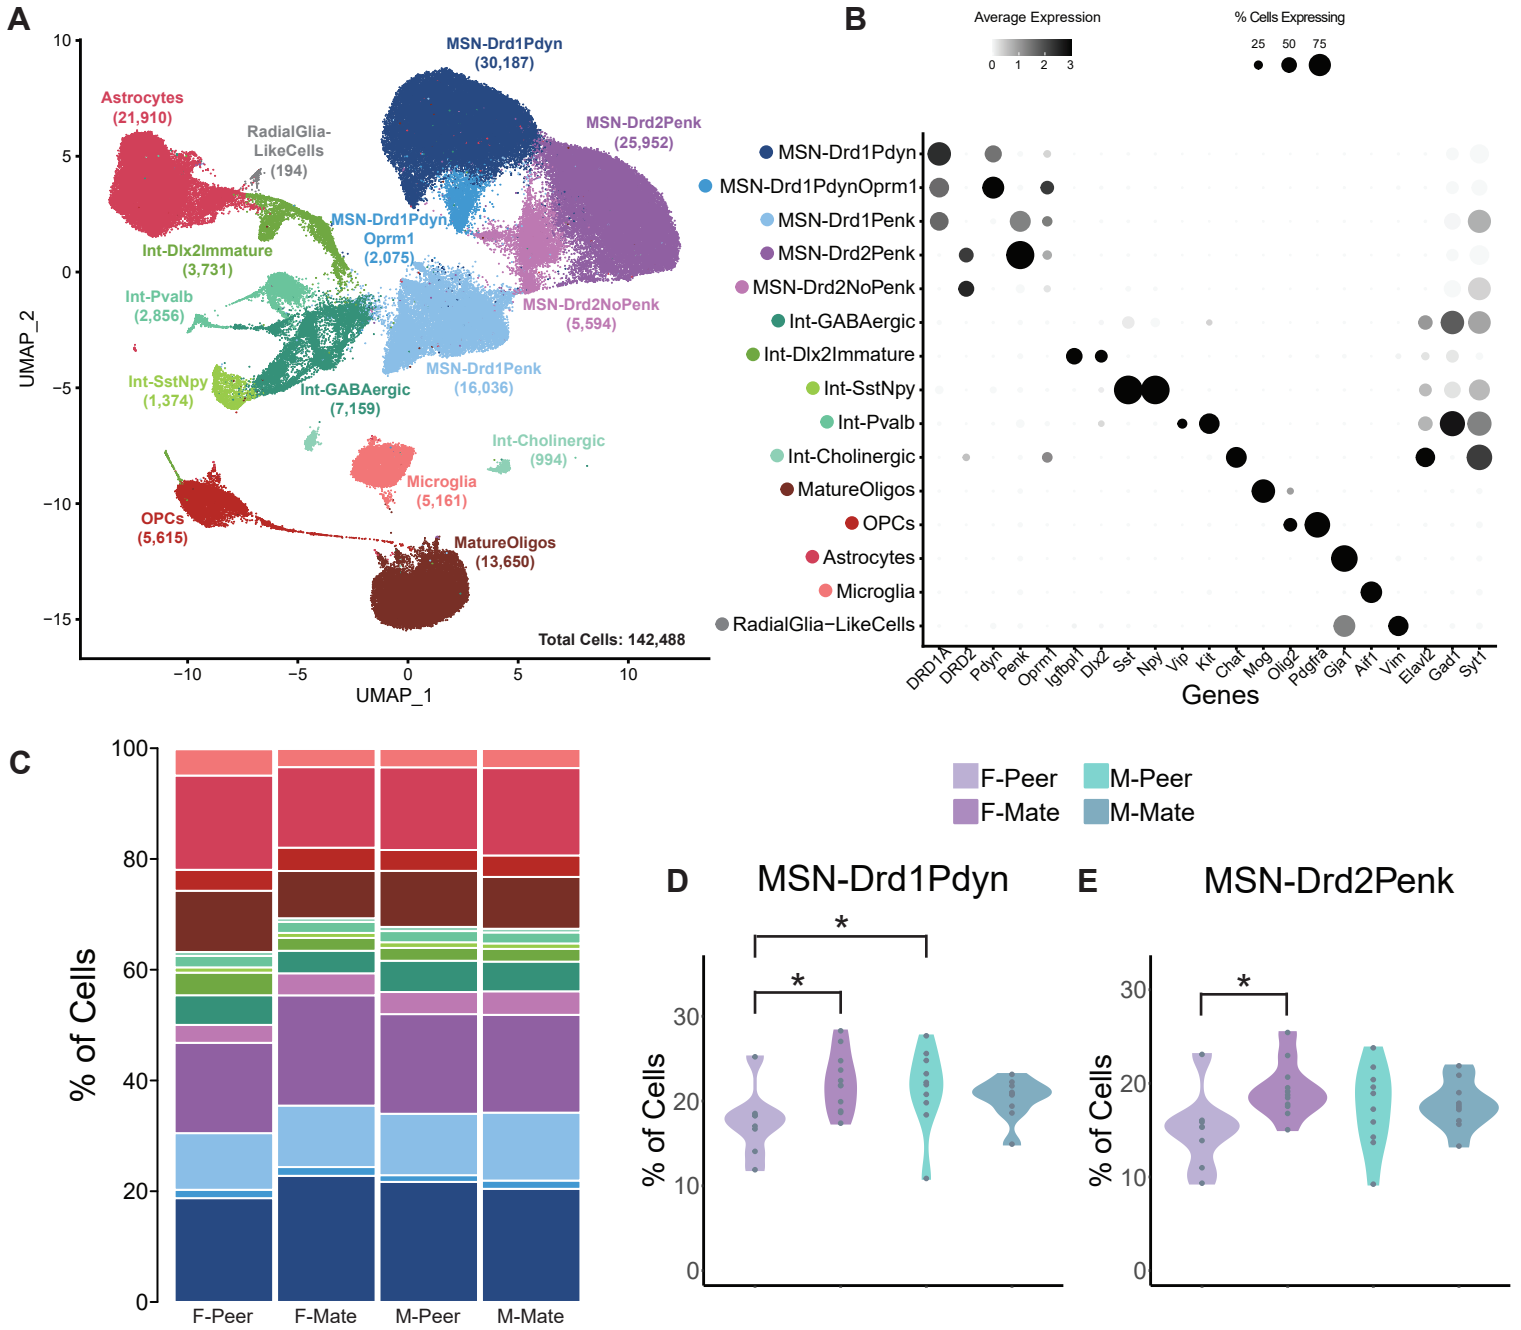 A
10
5
0
−5
−10
−15
UMAP_2
−10
−5
0
5
10
UMAP_1
MSN-Drd1Pdyn
(30,187)
Astrocytes
(21,910)
RadialGlia-
LikeCells
(194)
MSN-Drd2Penk
(25,952)
MSN-Drd1Pdyn
Oprm1
(2,075)
Int-Dlx2Immature
(3,731)
Int-Pvalb
(2,856)
MSN-Drd2NoPenk
(5,594)
Int-SstNpy
(1,374)
Int-GABAergic
(7,159)
MSN-Drd1Penk
(16,036)
Int-Cholinergic
(994)
Microglia
(5,161)
OPCs
(5,615)
MatureOligos
(13,650)
Total Cells: 142,488
B
Average Expression
0 1 2 3
% Cells Expressing
25 50 75
MSN-Drd1Pdyn
MSN-Drd1PdynOprm1
MSN-Drd1Penk
MSN-Drd2Penk
MSN-Drd2NoPenk
Int-GABAergic
Int-Dlx2Immature
Int-SstNpy
Int-Pvalb
Int-Cholinergic
MatureOligos
OPCs
Astrocytes
Microglia
RadialGlia−LikeCells
DRD1A
DRD2
Pdyn
Penk
Oprm1
Igfbpl1
Dlx2
Sst
Npy
Vip
Kit
Chat
Mog
Olig2
Pdgfra
Gja1
Aif1
Vim
Elavl2
Gad1
Syt1
Genes
C
100
80
60
40
20
0
% of Cells
F-Peer
F-Mate
M-Peer
M-Mate
F-Peer
M-Peer
F-Mate
M-Mate
D
MSN-Drd1Pdyn
*
*
30
20
10
0
% of Cells
E
MSN-Drd2Penk
*
30
20
10
0
% of Cells